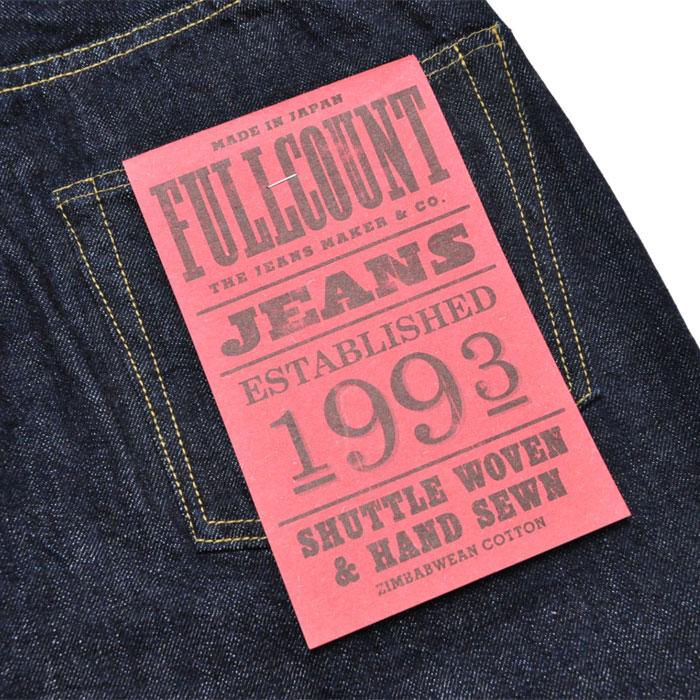 MADE IN JAPAN
FULLCOUNT
THE JEANS MAKER & CO.
JEANS
ESTABLISHED
1993
SHUTTLE WOVEN
& HAND SEWN
ZIMBABWEAN COTTON